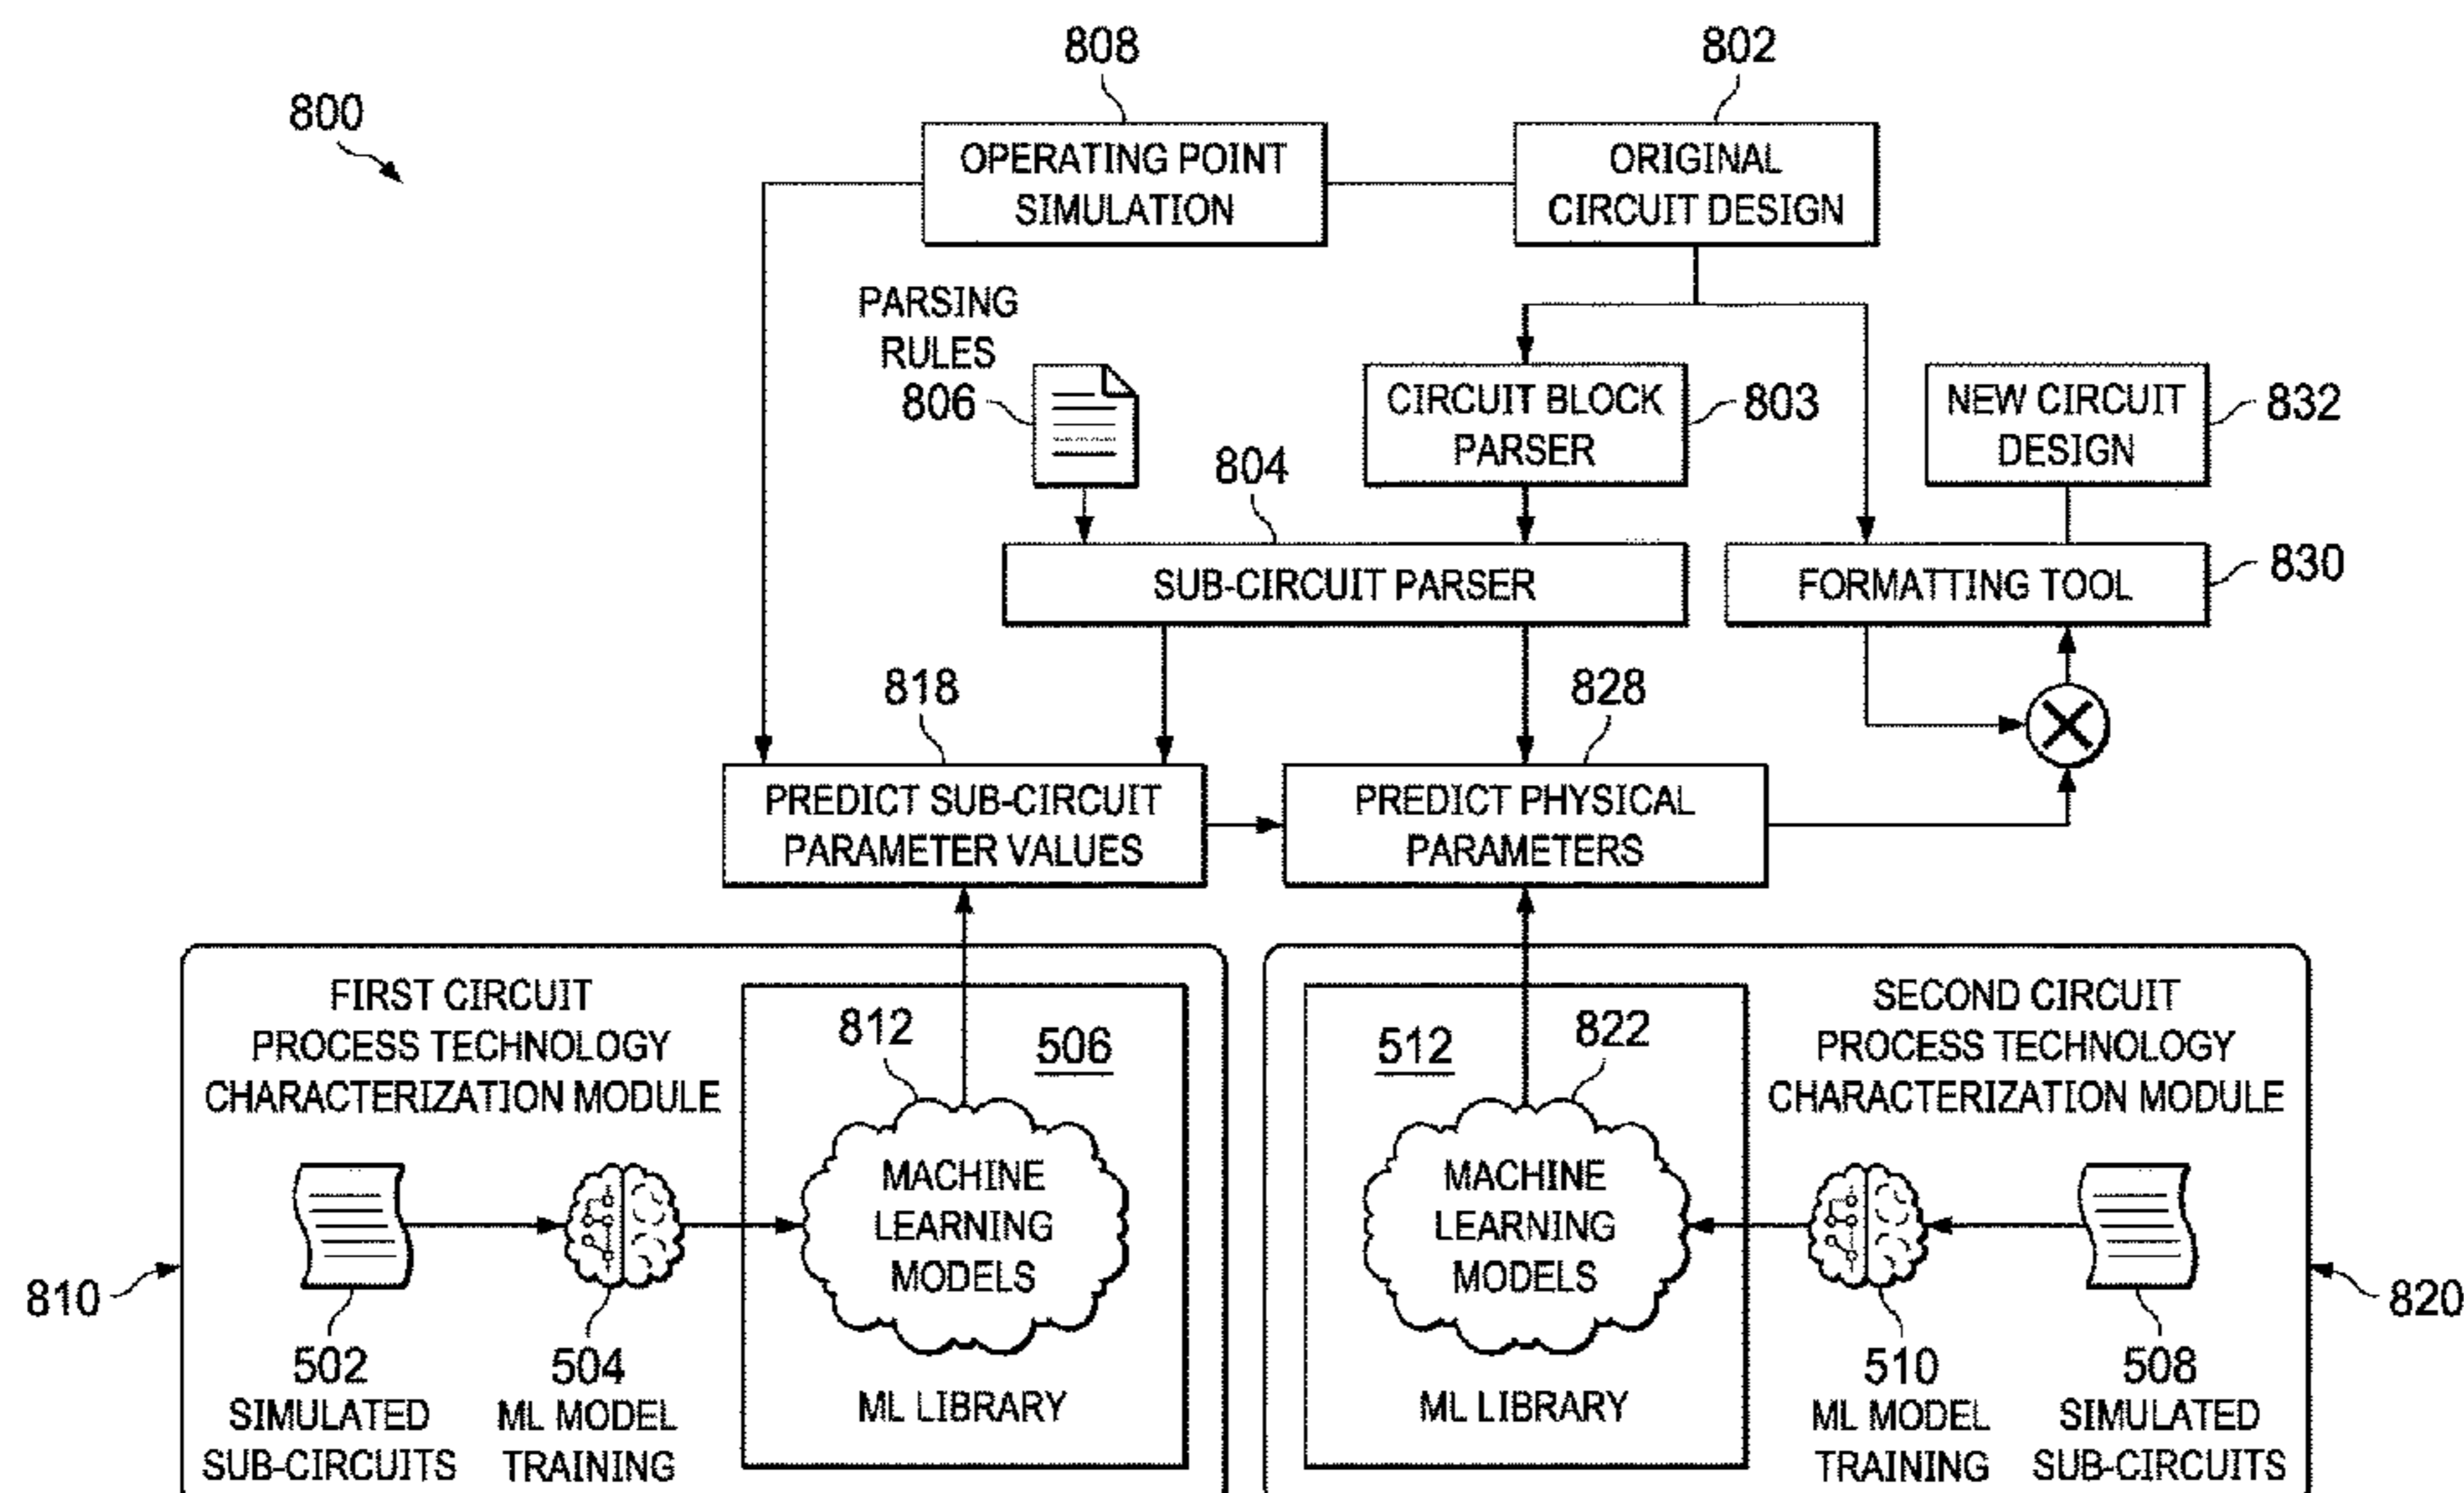 808
802
800
OPERATING POINT
SIMULATION
ORIGINAL
CIRCUIT DESIGN
PARSING
RULES
806
CIRCUIT BLOCK
PARSER
803
NEW CIRCUIT
DESIGN
832
804
SUB-CIRCUIT PARSER
FORMATTING TOOL
830
818
828
PREDICT SUB-CIRCUIT
PARAMETER VALUES
PREDICT PHYSICAL
PARAMETERS
FIRST CIRCUIT
PROCESS TECHNOLOGY
CHARACTERIZATION MODULE
812
506
MACHINE
LEARNING
MODELS
ML LIBRARY
810
502
SIMULATED
SUB-CIRCUITS
504
ML MODEL
TRAINING
512
822
MACHINE
LEARNING
MODELS
ML LIBRARY
SECOND CIRCUIT
PROCESS TECHNOLOGY
CHARACTERIZATION MODULE
820
510
ML MODEL
TRAINING
508
SIMULATED
SUB-CIRCUITS